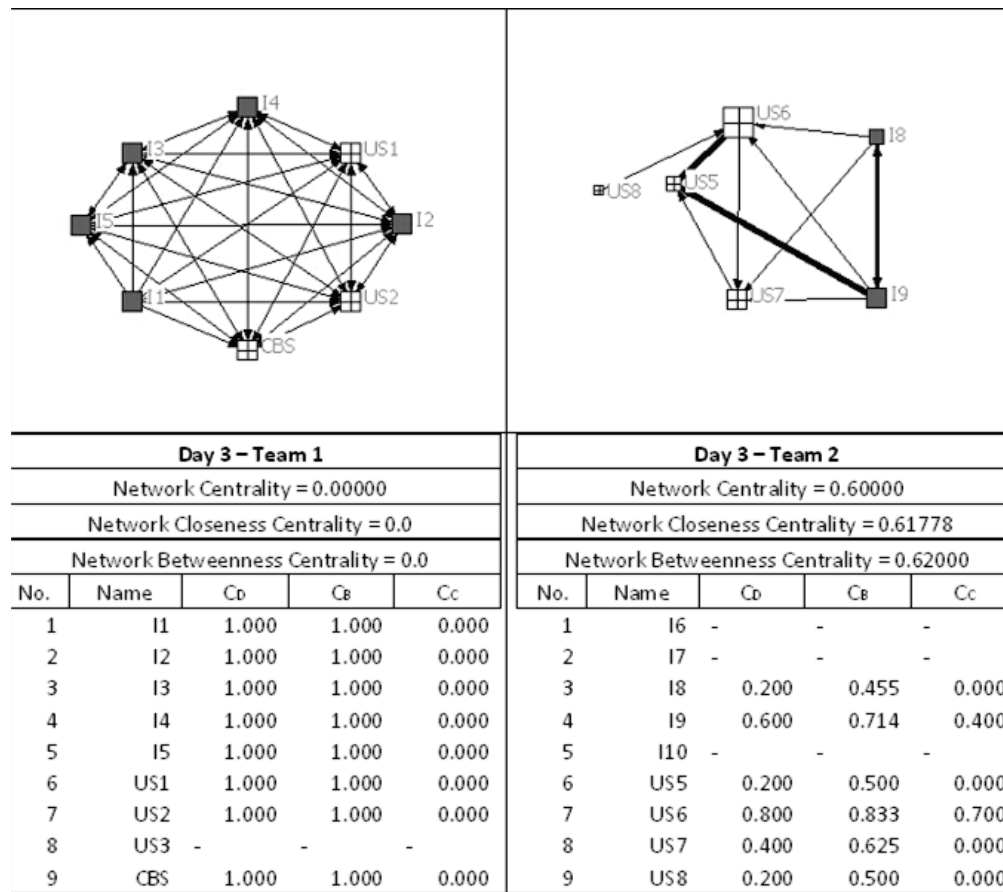 I4
I3
US1
I5
I2
I1
US2
CBS
US6
I8
US8
US5
US7
I9
Day 3 – Team 1
Network Centrality = 0.00000
Network Closeness Centrality = 0.0
Network Betweenness Centrality = 0.0
No. Name CD CB CC
1 I1 1.000 1.000 0.000
2 I2 1.000 1.000 0.000
3 I3 1.000 1.000 0.000
4 I4 1.000 1.000 0.000
5 I5 1.000 1.000 0.000
6 US1 1.000 1.000 0.000
7 US2 1.000 1.000 0.000
8 US3 - - -
9 CBS 1.000 1.000 0.000
Day 3 – Team 2
Network Centrality = 0.60000
Network Closeness Centrality = 0.61778
Network Betweenness Centrality = 0.62000
No. Name CD CB CC
1 I6 - - -
2 I7 - - -
3 I8 0.200 0.455 0.000
4 I9 0.600 0.714 0.400
5 I10 - - -
6 US5 0.200 0.500 0.000
7 US6 0.800 0.833 0.700
8 US7 0.400 0.625 0.000
9 US8 0.200 0.500 0.000